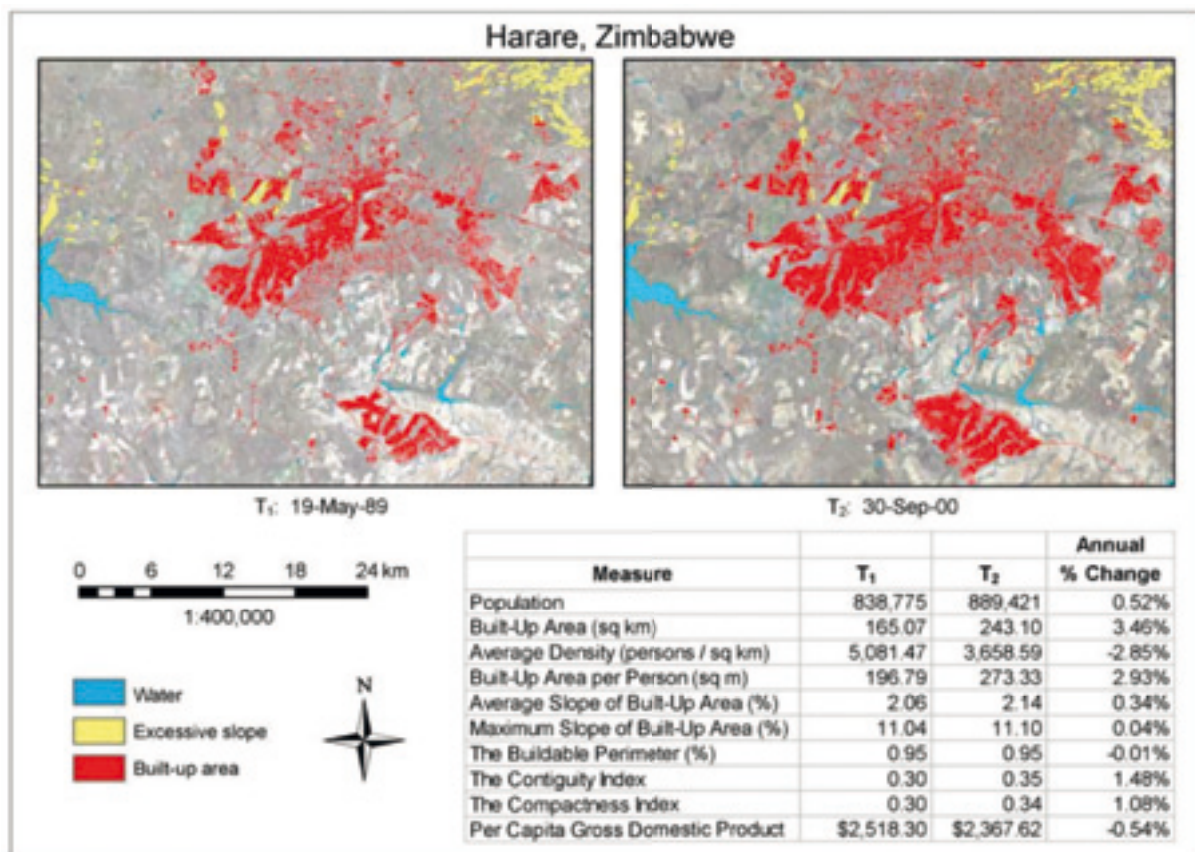 Harare, Zimbabwe
T₁: 19-May-89
T₂: 30-Sep-00
0 6 12 18 24 km
1:400,000
Water
Excessive slope
Built-up area
N
Measure T₁ T₂ Annual % Change
Population 838,775 889,421 0.52%
Built-Up Area (sq km) 165.07 243.10 3.46%
Average Density (persons / sq km) 5,081.47 3,658.59 -2.85%
Built-Up Area per Person (sq m) 196.79 273.33 2.93%
Average Slope of Built-Up Area (%) 2.06 2.14 0.34%
Maximum Slope of Built-Up Area (%) 11.04 11.10 0.04%
The Buildable Perimeter (%) 0.95 0.95 -0.01%
The Contiguity Index 0.30 0.35 1.48%
The Compactness Index 0.30 0.34 1.08%
Per Capita Gross Domestic Product $2,518.30 $2,367.62 -0.54%